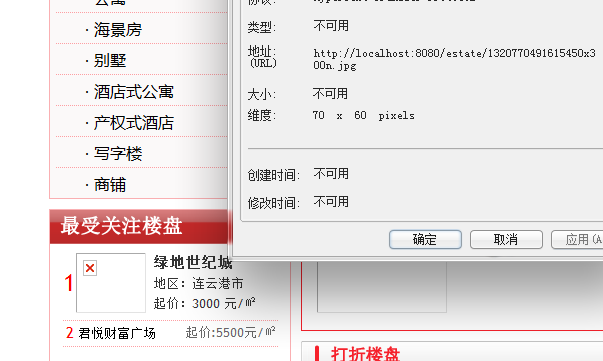 · 海景房
· 别墅
· 酒店式公寓
· 产权式酒店
· 写字楼
· 商铺
最受关注楼盘
1 绿地世纪城
地区：连云港市
起价：3000 元/㎡
2 君悦财富广场 起价:5500元/㎡
类型: 不可用
地址: (URL) http://localhost:8080/estate/1320770491615450x3
00n.jpg
大小: 不可用
维度: 70 x 60 pixels
创建时间: 不可用
修改时间: 不可用
确定 取消 应用(A
打折楼盘